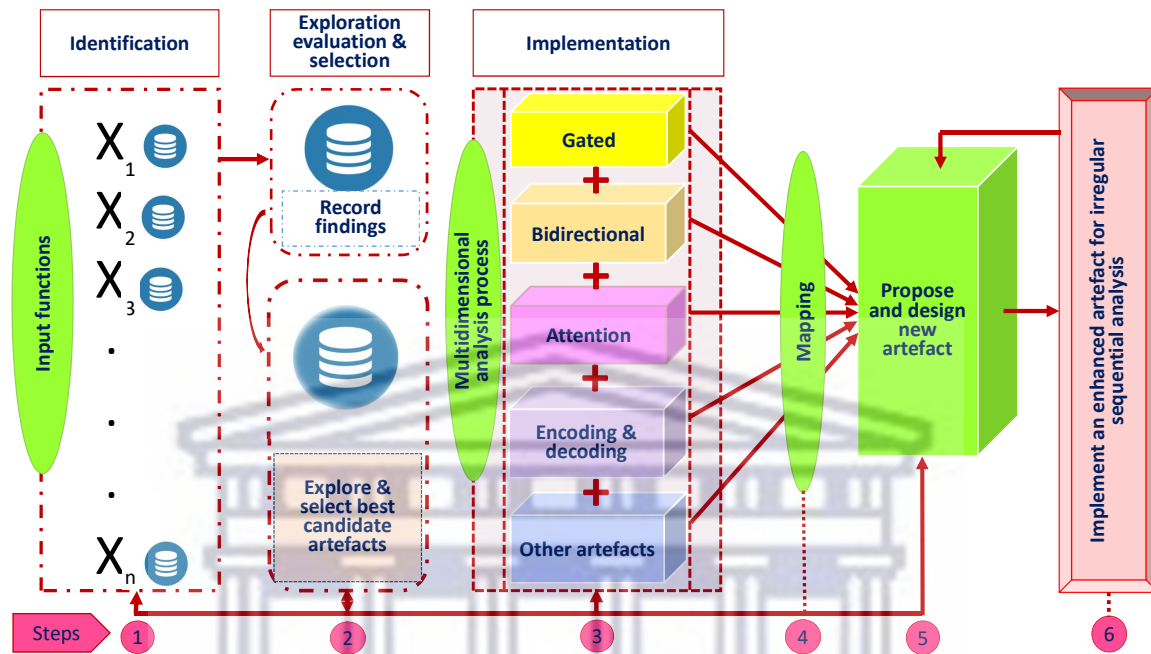 Identification
Exploration
evaluation &
selection
Implementation
Input functions
X1
X2
X3
.
.
.
Xn
Record
findings
Explore &
select best
candidate
artefacts
Multidimensional
analysis process
Gated
+
Bidirectional
+
Attention
+
Encoding &
decoding
+
Other artefacts
Mapping
Propose
and design
new
artefact
Implement an enhanced artefact for irregular
sequential analysis
Steps
1
2
3
4
5
6